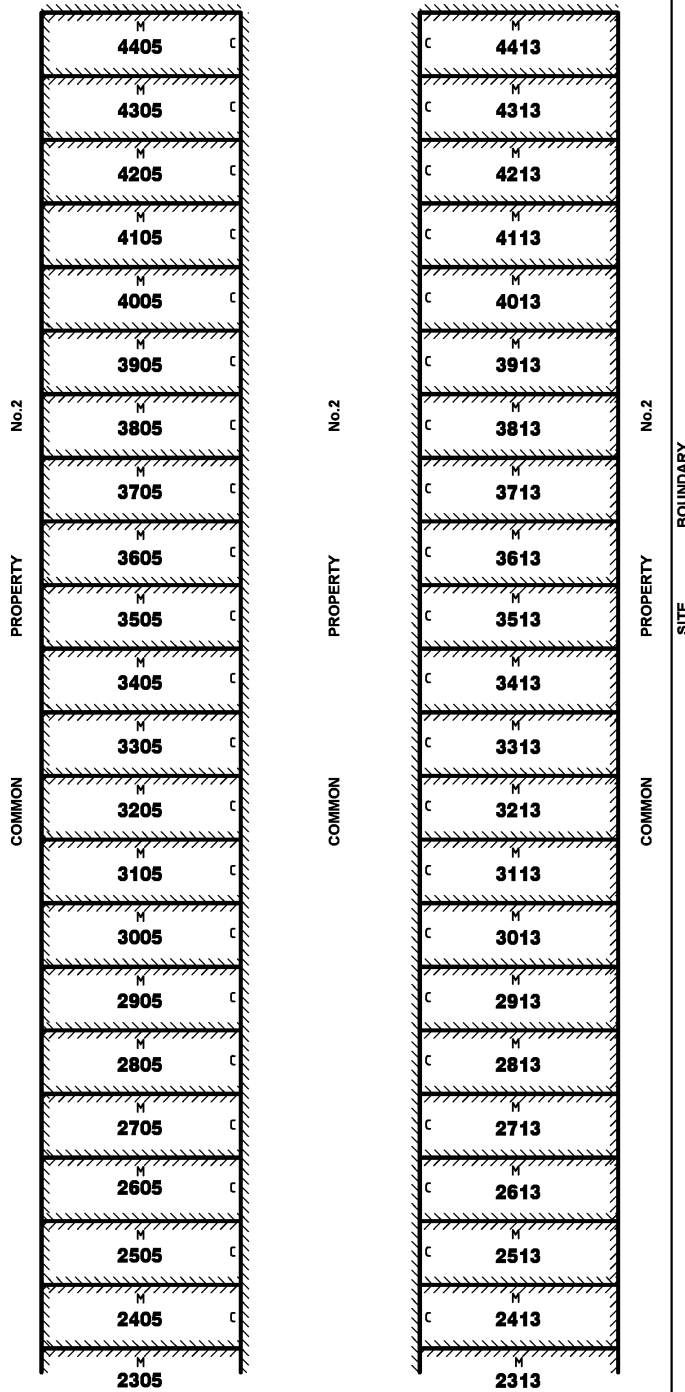 M M
4405 C C 4413
M M
4305 C C 4313
M M
4205 C C 4213
M M
4105 C C 4113
M M
4005 C C 4013
M M
3905 C C 3913
M M
3805 C C 3813
M M
3705 C C 3713
M M
3605 C C 3613
M M
3505 C C 3513
M M
3405 C C 3413
M M
3305 C C 3313
M M
3205 C C 3213
M M
3105 C C 3113
M M
3005 C C 3013
M M
2905 C C 2913
M M
2805 C C 2813
M M
2705 C C 2713
M M
2605 C C 2613
M M
2505 C C 2513
M M
2405 C C 2413
M M
2305 2313
COMMON PROPERTY No.2
COMMON PROPERTY No.2
COMMON PROPERTY No.2
SITE BOUNDARY